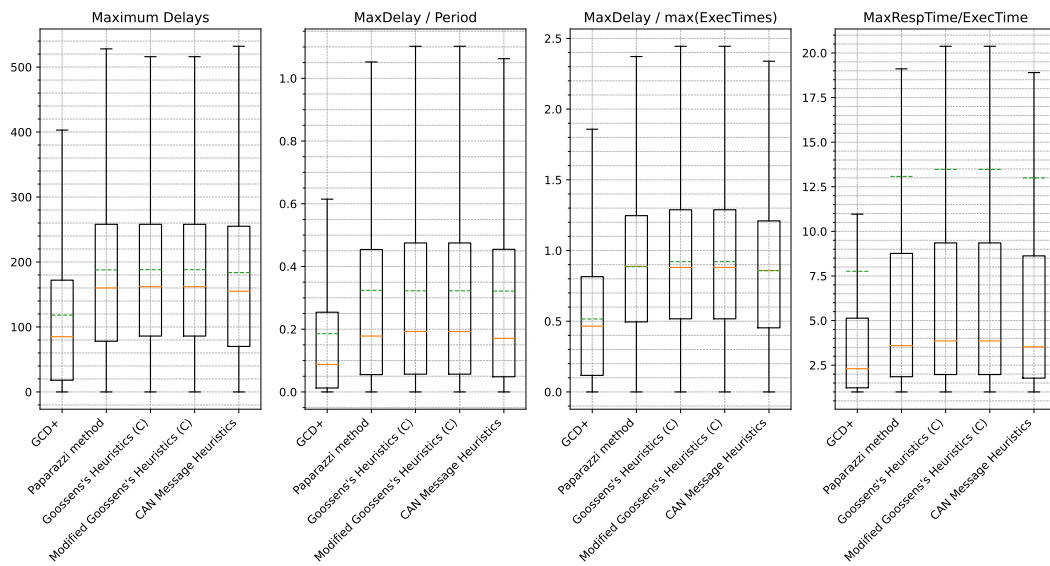 Maximum Delays
500
400
300
200
100
0
GCD+
Paparazzi method
Goossens's Heuristics (C)
Modified Goossens's Heuristics (C)
CAN Message Heuristics
MaxDelay / Period
1.0
0.8
0.6
0.4
0.2
0.0
GCD+
Paparazzi method
Goossens's Heuristics (C)
Modified Goossens's Heuristics (C)
CAN Message Heuristics
MaxDelay / max(ExecTimes)
2.5
2.0
1.5
1.0
0.5
0.0
GCD+
Paparazzi method
Goossens's Heuristics (C)
Modified Goossens's Heuristics (C)
CAN Message Heuristics
MaxRespTime/ExecTime
20.0
17.5
15.0
12.5
10.0
7.5
5.0
2.5
GCD+
Paparazzi method
Goossens's Heuristics (C)
Modified Goossens's Heuristics (C)
CAN Message Heuristics